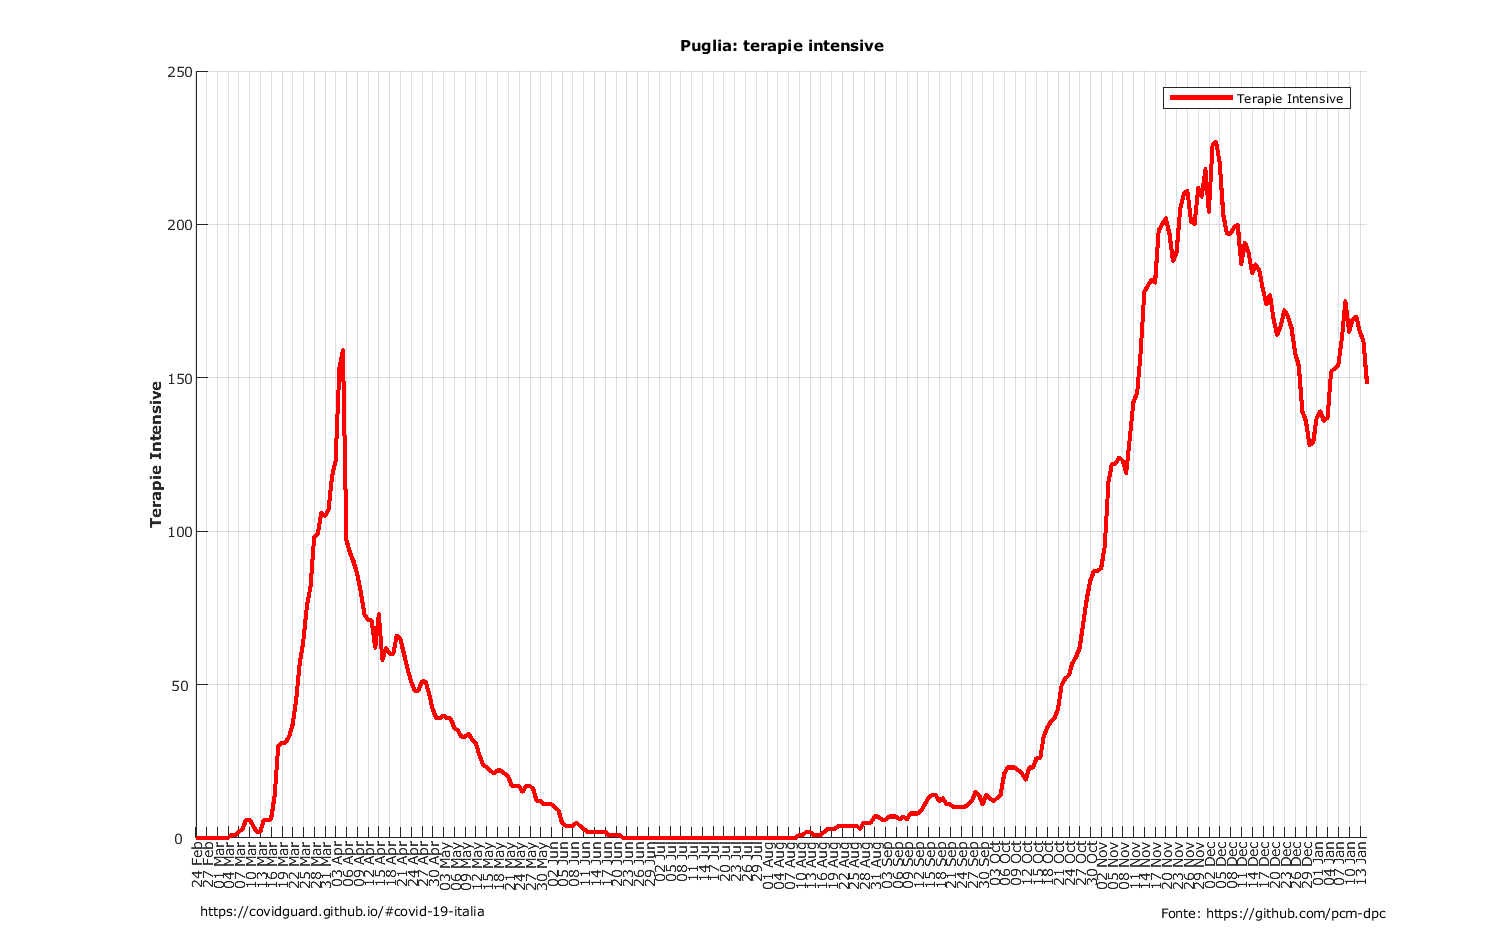 Puglia: terapie intensive
Terapie Intensive
250
200
150
100
50
0
Terapie Intensive
24 Feb
27 Feb
01 Mar
04 Mar
07 Mar
10 Mar
13 Mar
16 Mar
19 Mar
22 Mar
25 Mar
28 Mar
31 Mar
03 Apr
06 Apr
09 Apr
12 Apr
15 Apr
18 Apr
21 Apr
24 Apr
27 Apr
30 Apr
03 May
06 May
09 May
12 May
15 May
18 May
21 May
24 May
27 May
30 May
02 Jun
05 Jun
08 Jun
11 Jun
14 Jun
17 Jun
20 Jun
23 Jun
26 Jun
29 Jun
02 Jul
05 Jul
08 Jul
11 Jul
14 Jul
17 Jul
20 Jul
23 Jul
26 Jul
29 Jul
01 Aug
04 Aug
07 Aug
10 Aug
13 Aug
16 Aug
19 Aug
22 Aug
25 Aug
28 Aug
31 Aug
03 Sep
06 Sep
09 Sep
12 Sep
15 Sep
18 Sep
21 Sep
24 Sep
27 Sep
30 Sep
03 Oct
06 Oct
09 Oct
12 Oct
15 Oct
18 Oct
21 Oct
24 Oct
27 Oct
30 Oct
02 Nov
05 Nov
08 Nov
11 Nov
14 Nov
17 Nov
20 Nov
23 Nov
26 Nov
29 Nov
02 Dec
05 Dec
08 Dec
11 Dec
14 Dec
17 Dec
20 Dec
23 Dec
26 Dec
29 Dec
01 Jan
04 Jan
07 Jan
10 Jan
13 Jan
https://covidguard.github.io/#covid-19-italia
Fonte: https://github.com/pcm-dpc